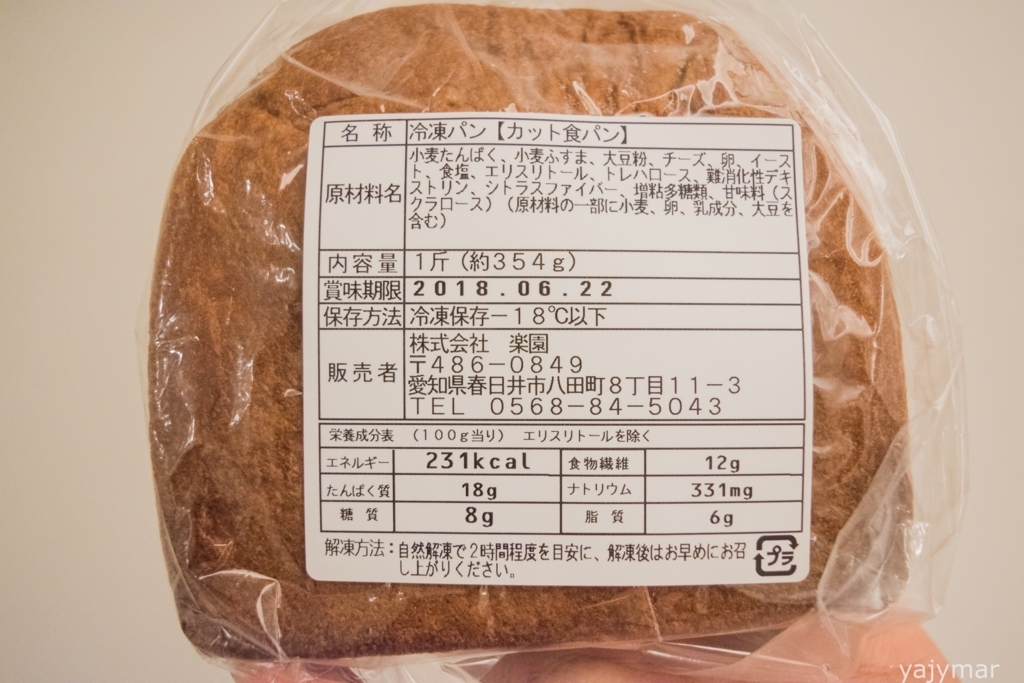 名称 冷凍パン【カット食パン】
原材料名 小麦たんぱく、小麦ふすま、大豆粉、チーズ、卵、イース
ト、食塩、エリスリトール、トレハロース、難消化性デキ
ストリン、シトラスファイバー、増粘多糖類、甘味料（ス
クラロース）（原材料の一部に小麦、卵、乳成分、大豆を
含む）
内容量 1斤（約354g）
賞味期限 2018.06.22
保存方法 冷凍保存－18℃以下
販売者 株式会社 楽園
〒486－0849
愛知県春日井市八田町8丁目11－3
TEL 0568－84－5043
栄養成分表 （100g当り） エリスリトールを除く
エネルギー 231kcal 食物繊維 12g
たんぱく質 18g ナトリウム 331mg
糖質 8g 脂質 6g
解凍方法：自然解凍で2時間程度を目安に、解凍後はお早めにお召
し上がりください。
プラ
yajymar